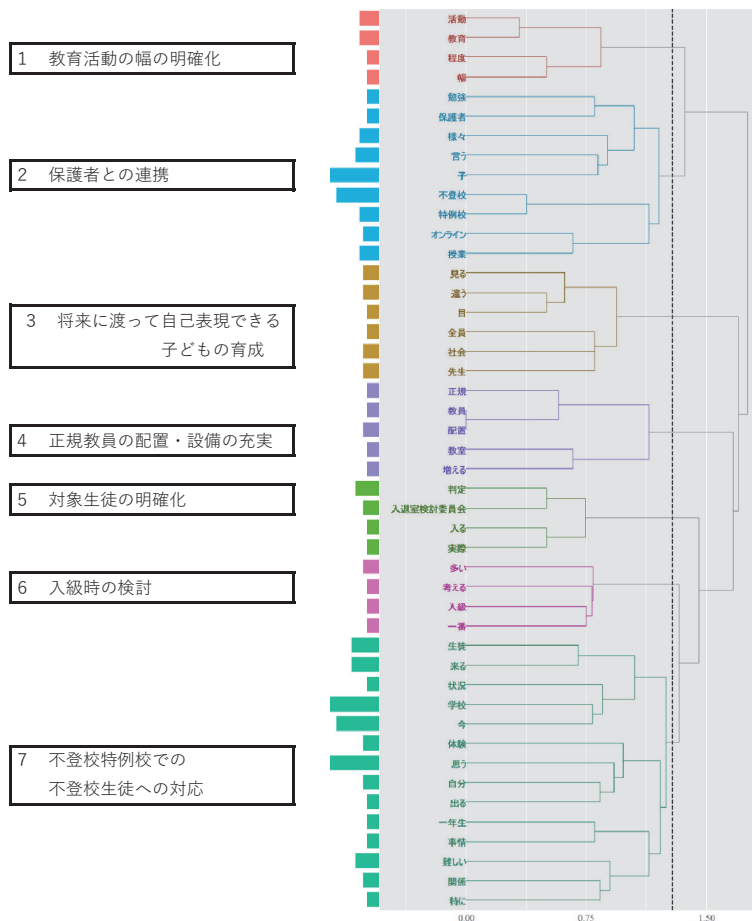 1 教育活動の幅の明確化
2 保護者との連携
3 将来に渡って自己表現できる
子どもの育成
4 正規教員の配置・設備の充実
5 対象生徒の明確化
6 入級時の検討
7 不登校特例校での
不登校生徒への対応
活動
教育
程度
幅
勉強
保護者
様々
言う
子
不登校
特例校
オンライン
授業
見る
違う
目
全員
社会
先生
正規
教員
配置
教室
増える
判定
入退室検討委員会
入る
実際
多い
考える
入級
一番
生徒
来る
状況
学校
今
体験
思う
自分
出る
一年生
事情
難しい
関係
特に
0.00 0.75 1.50